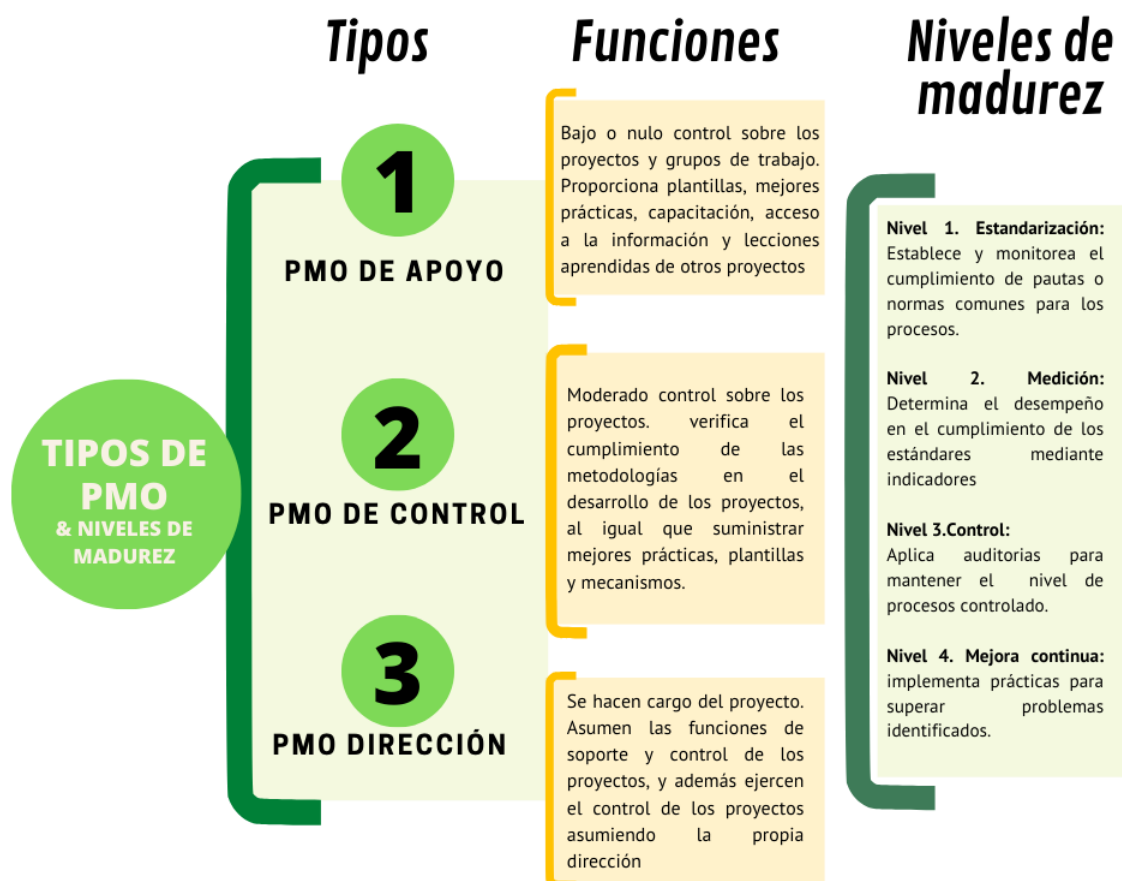 Tipos
Funciones
Niveles de
madurez
TIPOS DE
PMO
& NIVELES DE
MADUREZ
1
PMO DE APOYO
Bajo o nulo control sobre los
proyectos y grupos de trabajo.
Proporciona plantillas, mejores
prácticas, capacitación, acceso
a la información y lecciones
aprendidas de otros proyectos
2
PMO DE CONTROL
Moderado control sobre los
proyectos. verifica el
cumplimiento de las
metodologías en el
desarrollo de los proyectos,
al igual que suministrar
mejores prácticas, plantillas
y mecanismos.
3
PMO DIRECCIÓN
Se hacen cargo del proyecto.
Asumen las funciones de
soporte y control de los
proyectos, y además ejercen
el control de los proyectos
asumiendo la propia
dirección
Nivel 1. Estandarización:
Establece y monitorea el
cumplimiento de pautas o
normas comunes para los
procesos.
Nivel 2. Medición:
Determina el desempeño
en el cumplimiento de los
estándares mediante
indicadores
Nivel 3.Control:
Aplica auditorias para
mantener el nivel de
procesos controlado.
Nivel 4. Mejora continua:
implementa prácticas para
superar problemas
identificados.